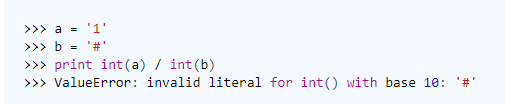 >>> a = '1'
>>> b = '#'
>>> print int(a) / int(b)
>>> ValueError: invalid literal for int() with base 10: '#'